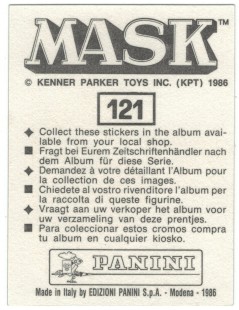 MASK™
© KENNER PARKER TOYS INC. (KPT) 1986
121
Collect these stickers in the album avai-
lable from your local shop.
Fragt bei Eurem Zeitschriftenhändler nach
dem Album für diese Serie.
Demandez à votre détaillant l'Album pour
la collection de ces images.
Chiedete al vostro rivenditore l'album per
la raccolta di queste figurine.
Vraagt aan uw verkoper het album voor
uw verzameling van deze prentjes.
Para coleccionar estos cromos compra
tu album en cualquier kiosko.
PANINI
Made in Italy by EDIZIONI PANINI S.p.A. - Modena - 1986